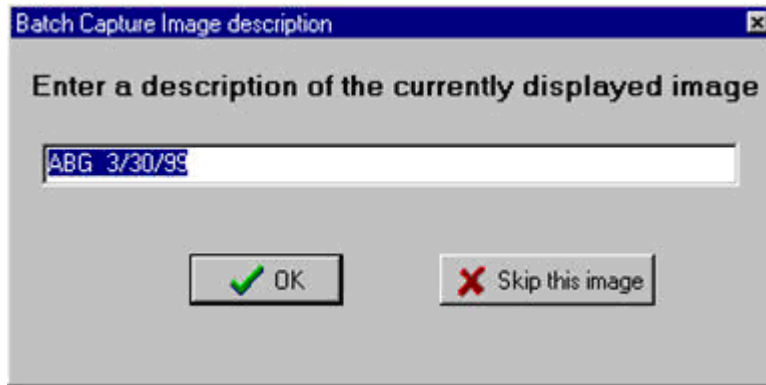 Batch Capture Image description
Enter a description of the currently displayed image
ABG 3/30/99
OK
Skip this image